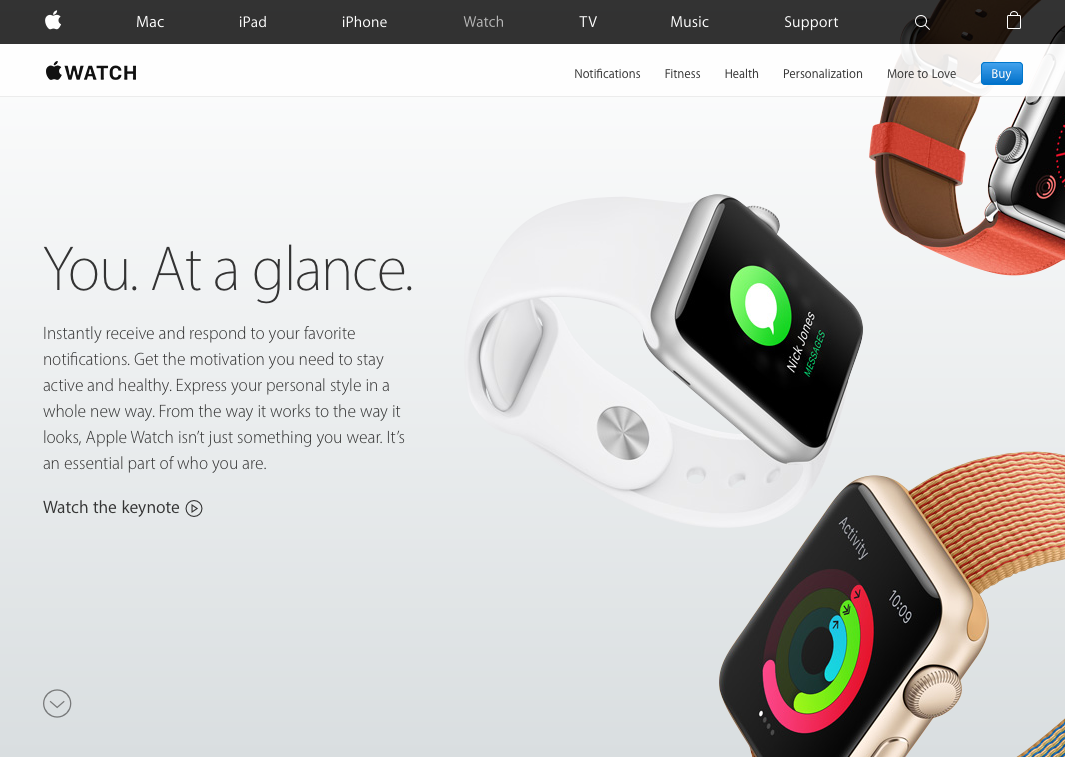 Mac iPad iPhone Watch TV Music Support
WATCH
Notifications Fitness Health Personalization More to Love Buy
You. At a glance.
Instantly receive and respond to your favorite
notifications. Get the motivation you need to stay
active and healthy. Express your personal style in a
whole new way. From the way it works to the way it
looks, Apple Watch isn’t just something you wear. It’s
an essential part of who you are.
Watch the keynote
Nick Jones
MESSAGES
Activity
10:09